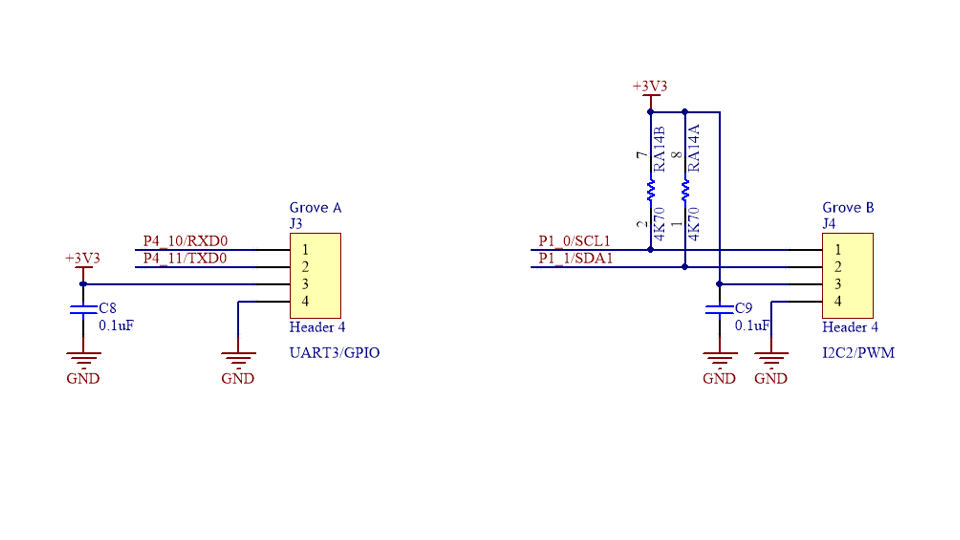 Grove A
J3
P4_10/RXD0
P4_11/TXD0
+3V3
1
2
3
4
C8
0.1uF
Header 4
UART3/GPIO
GND
GND
+3V3
7
RA14B
8
RA14A
2
4K70
1
4K70
Grove B
J4
P1_0/SCL1
P1_1/SDA1
1
2
3
4
C9
0.1uF
Header 4
I2C2/PWM
GND
GND